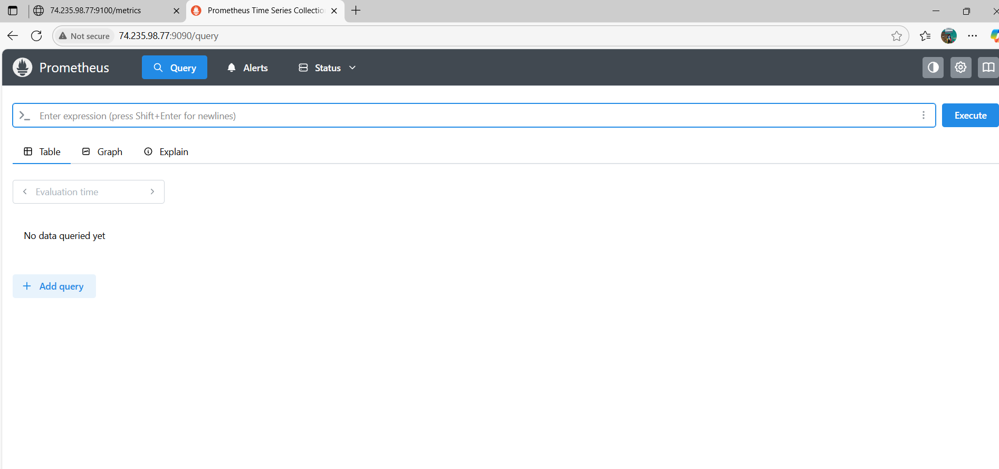 74.235.98.77:9100/metrics
Prometheus Time Series Collectio
Not secure
74.235.98.77:9090/query
Prometheus
Query
Alerts
Status
Enter expression (press Shift+Enter for newlines)
Execute
Table
Graph
Explain
Evaluation time
No data queried yet
Add query